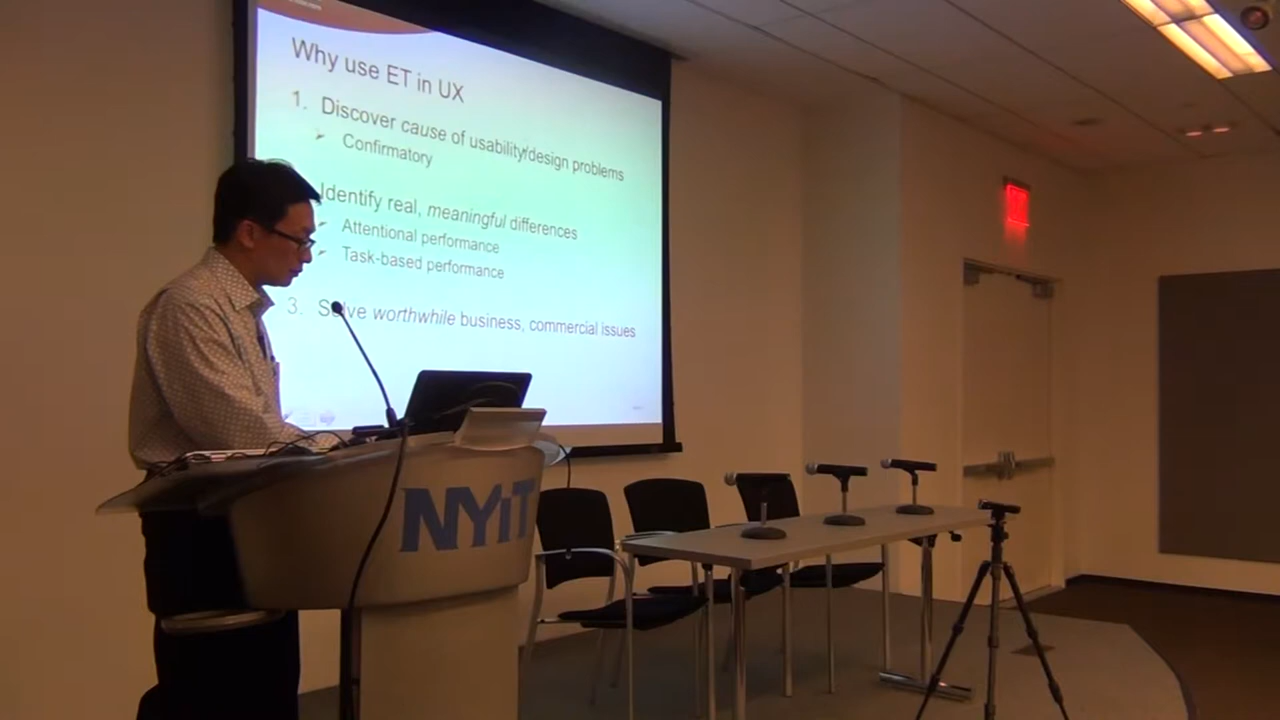 Why use ET in UX
1. Discover cause of usability/design problems
Confirmatory
Identify real, meaningful differences
Attentional performance
Task-based performance
3. Solve worthwhile business, commercial issues
NYiT